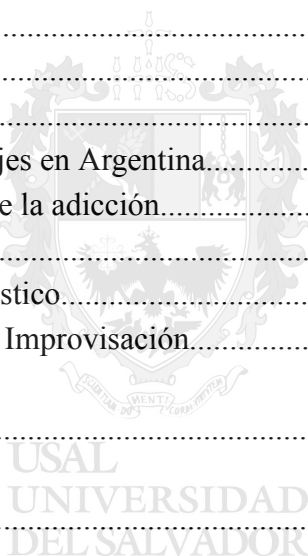 ....................................................
....................................................
....................................................
jes en Argentina....................
e la adicción..........................
....................................................
stico......................................
Improvisación......................
....................................................
USAL
UNIVERSIDAD
....................................................
DEL SALVADOR